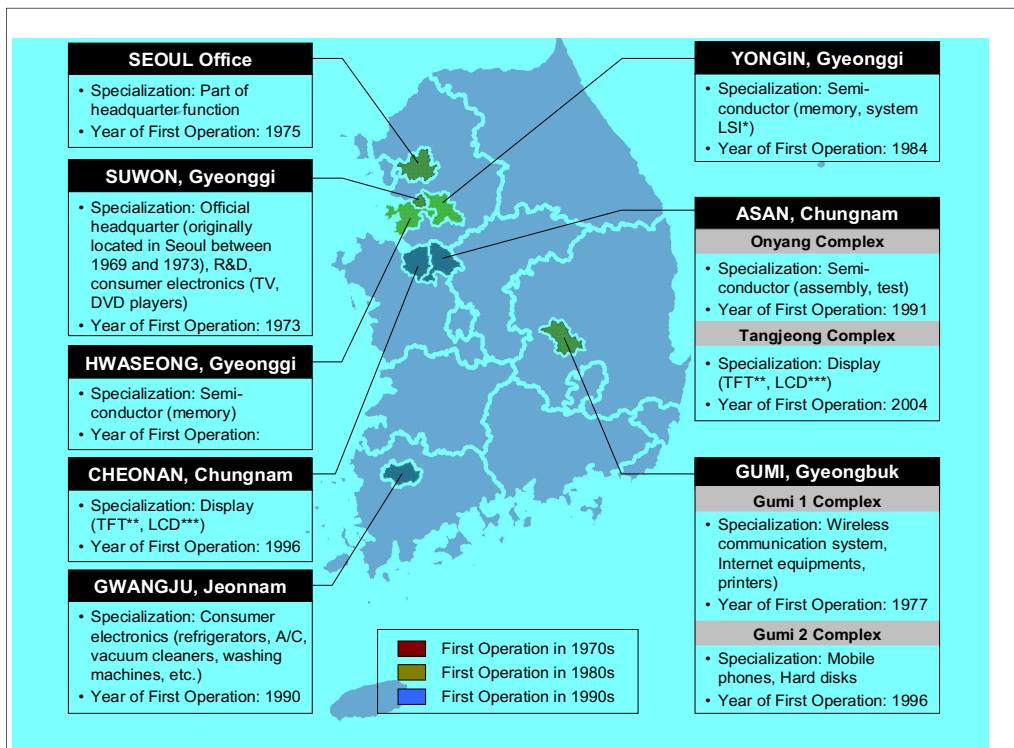 SEOUL Office
• Specialization: Part of
headquarter function
• Year of First Operation: 1975
SUWON, Gyeonggi
• Specialization: Official
headquarter (originally
located in Seoul between
1969 and 1973), R&D,
consumer electronics (TV,
DVD players)
• Year of First Operation: 1973
HWASEONG, Gyeonggi
• Specialization: Semi-
conductor (memory)
• Year of First Operation:
CHEONAN, Chungnam
• Specialization: Display
(TFT**, LCD***)
• Year of First Operation: 1996
GWANGJU, Jeonnam
• Specialization: Consumer
electronics (refrigerators, A/C,
vacuum cleaners, washing
machines, etc.)
• Year of First Operation: 1990
YONGIN, Gyeonggi
• Specialization: Semi-
conductor (memory, system
LSI*)
• Year of First Operation: 1984
ASAN, Chungnam
Onyang Complex
• Specialization: Semi-
conductor (assembly, test)
• Year of First Operation: 1991
Tangjeong Complex
• Specialization: Display
(TFT**, LCD***)
• Year of First Operation: 2004
GUMI, Gyeongbuk
Gumi 1 Complex
• Specialization: Wireless
communication system,
Internet equipments,
printers)
• Year of First Operation: 1977
Gumi 2 Complex
• Specialization: Mobile
phones, Hard disks
• Year of First Operation: 1996
First Operation in 1970s
First Operation in 1980s
First Operation in 1990s